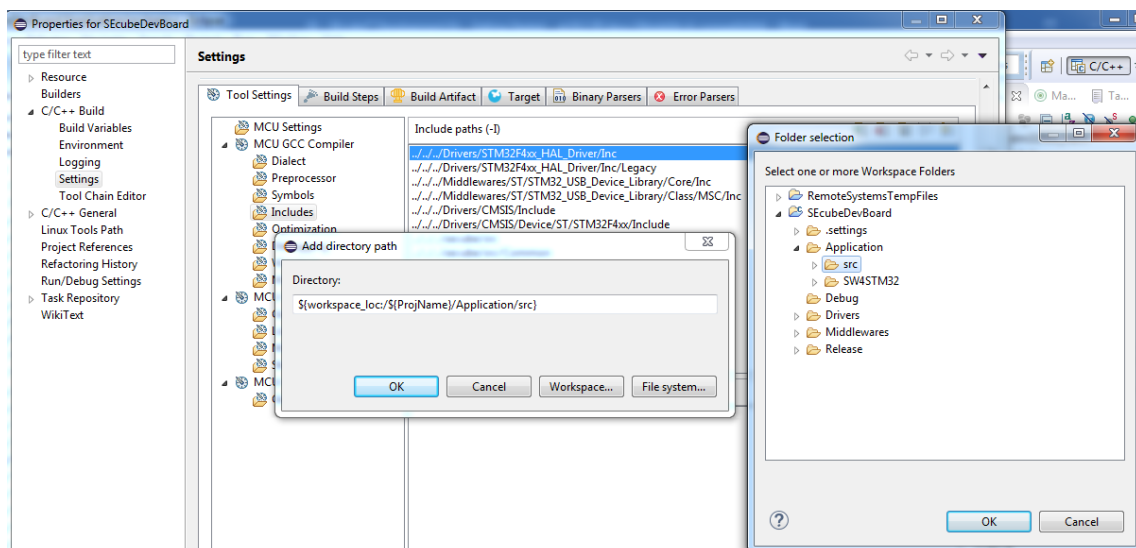 Properties for SEcubeDevBoard
type filter text
Resource
Builders
C/C++ Build
Build Variables
Environment
Logging
Settings
Tool Chain Editor
C/C++ General
Linux Tools Path
Project References
Refactoring History
Run/Debug Settings
Task Repository
WikiText
Settings
Tool Settings Build Steps Build Artifact Target Binary Parsers Error Parsers
MCU Settings
MCU GCC Compiler
Dialect
Preprocessor
Symbols
Includes
Optimization
Include paths (-I)
../../../Drivers/STM32F4xx_HAL_Driver/Inc
../../../Drivers/STM32F4xx_HAL_Driver/Inc/Legacy
../../../Middlewares/ST/STM32_USB_Device_Library/Core/Inc
../../../Middlewares/ST/STM32_USB_Device_Library/Class/MSC/Inc
../../../Drivers/CMSIS/Include
../../../Drivers/CMSIS/Device/ST/STM32F4xx/Include
Add directory path
Directory:
${workspace_loc:/${ProjName}/Application/src}
OK Cancel Workspace... File system...
C/C++
Ma... Ta...
Folder selection
Select one or more Workspace Folders
RemoteSystemsTempFiles
SEcubeDevBoard
.settings
Application
src
SW4STM32
Debug
Drivers
Middlewares
Release
OK Cancel